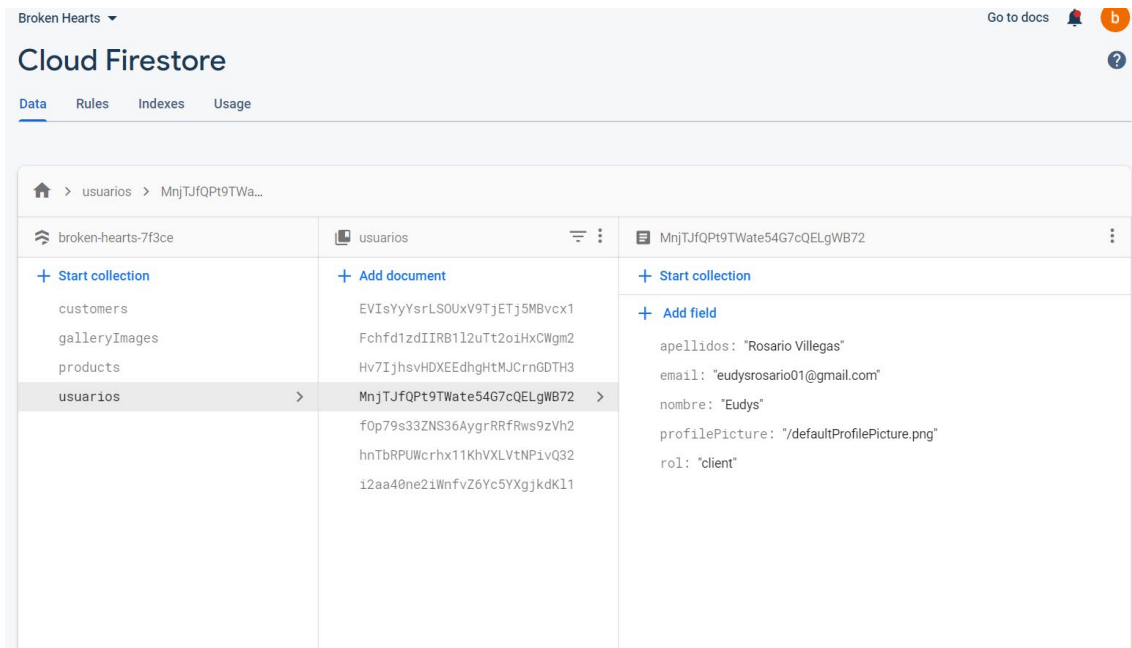 Broken Hearts
Go to docs
b
Cloud Firestore
?
Data Rules Indexes Usage
> usuarios > MnjTJfQPt9TWa...
broken-hearts-7f3ce
usuarios
MnjTJfQPt9TWate54G7cQELgWB72
+ Start collection
+ Add document
+ Start collection
customers
galleryImages
products
usuarios
EVIsYyYsrLSOUxV9TjETj5MBvcx1
Fchfd1zdIIRB1l2uTt2oiHxCWgm2
Hv7IjhsvHDXEEdhgHtMJCrnGDTH3
MnjTJfQPt9TWate54G7cQELgWB72
fOp79s33ZNS36AygrRRfRws9zVh2
hnTbRPUWcrhx11KhVXLVtNPivQ32
i2aa40ne2iWnfvZ6Yc5YXgjkdKl1
+ Add field
apellidos: "Rosario Villegas"
email: "eudysrosario01@gmail.com"
nombre: "Eudys"
profilePicture: "/defaultProfilePicture.png"
rol: "client"